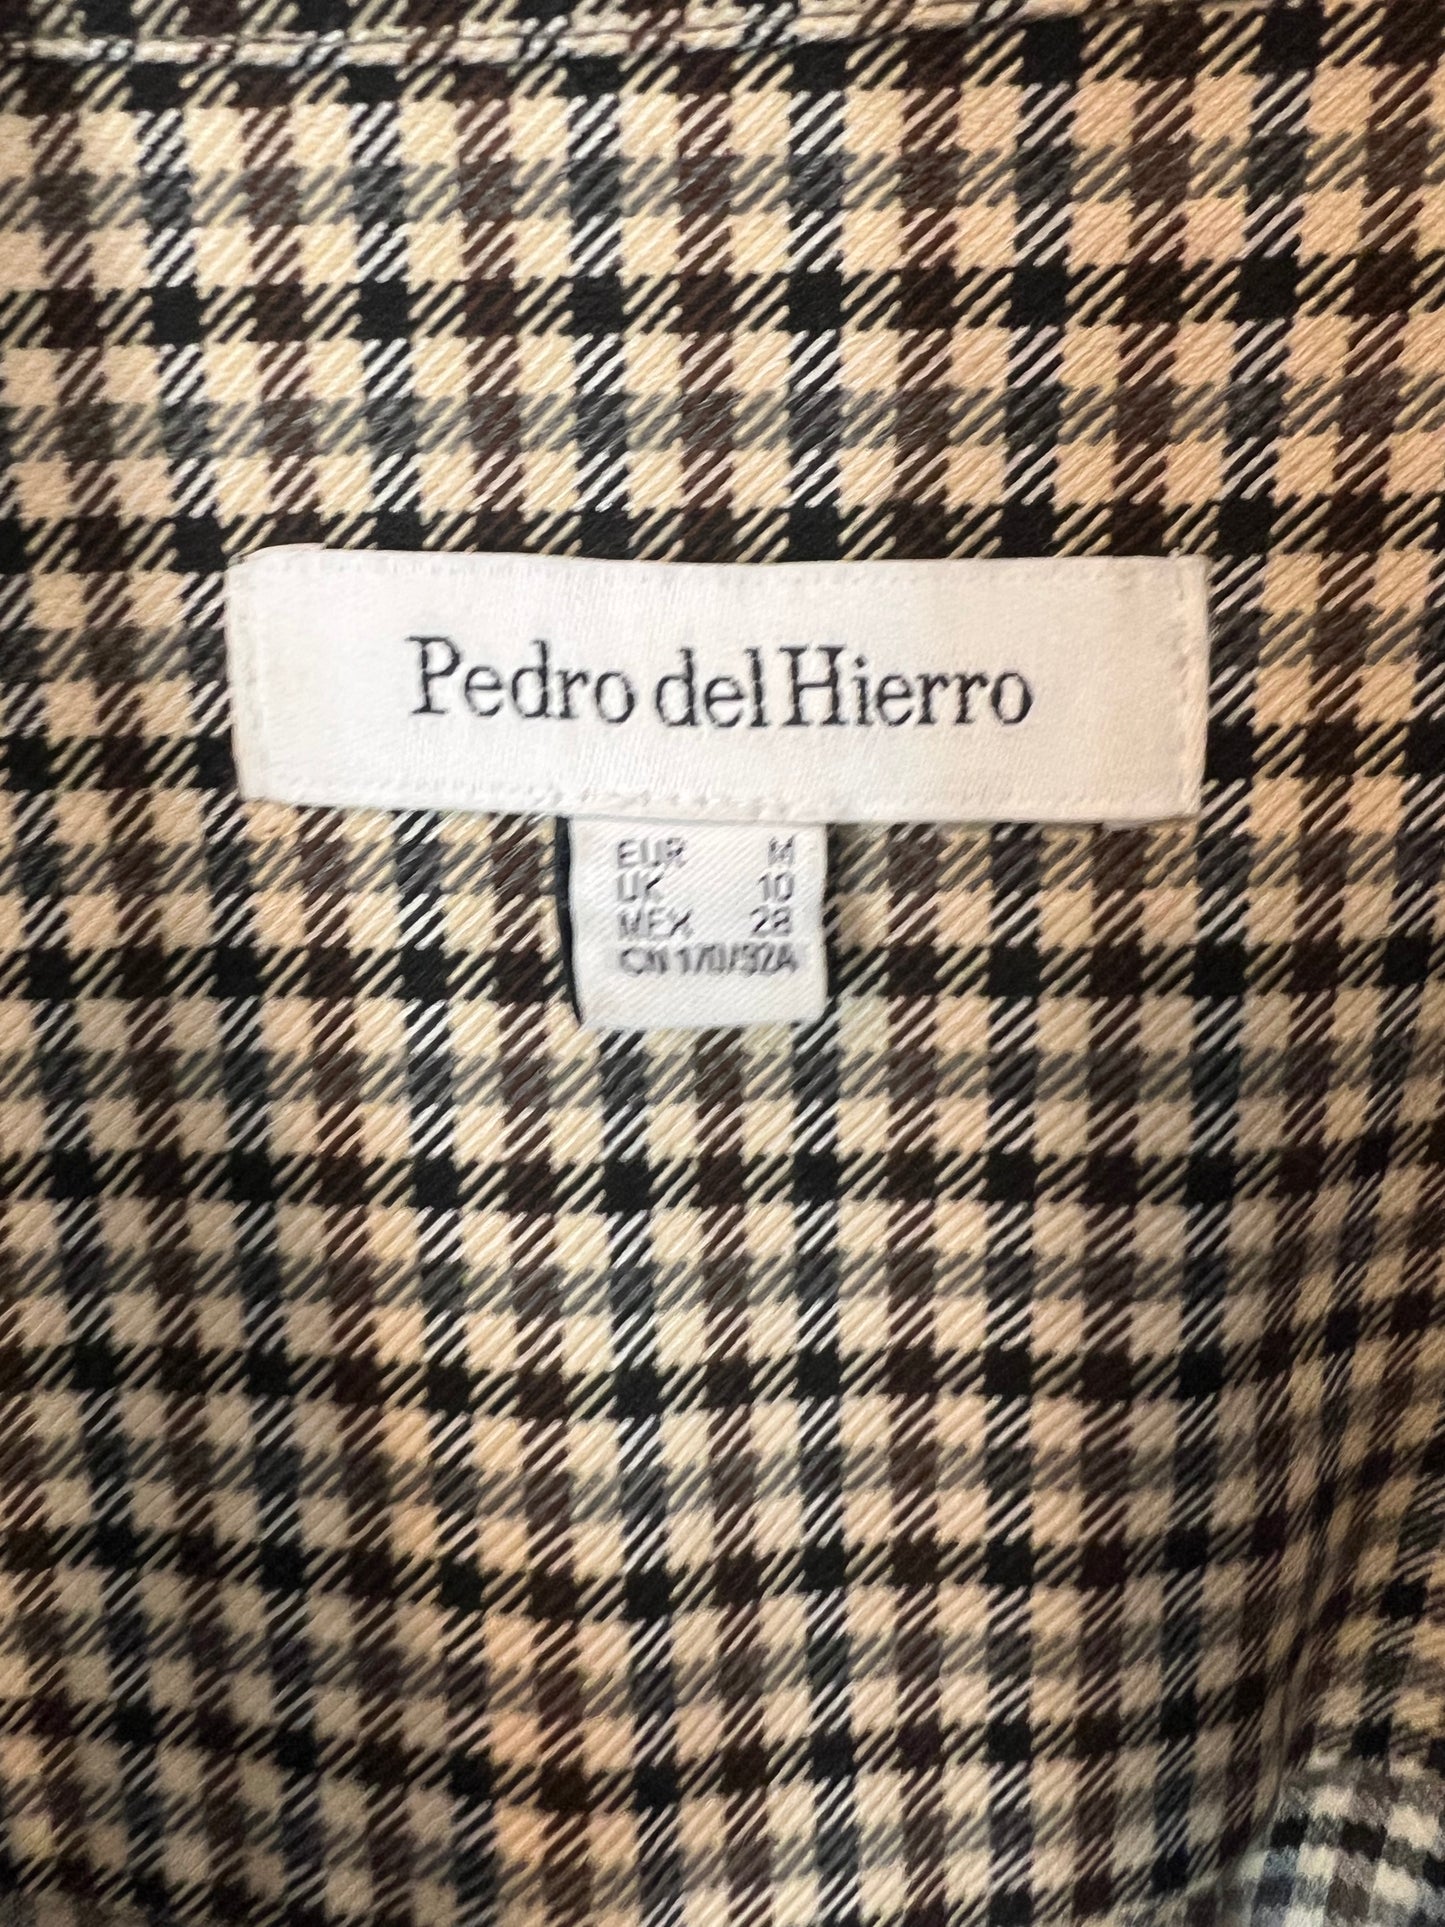 Pedro del Hierro
EUR M
UK 10
MEX 28
CN 170/92A